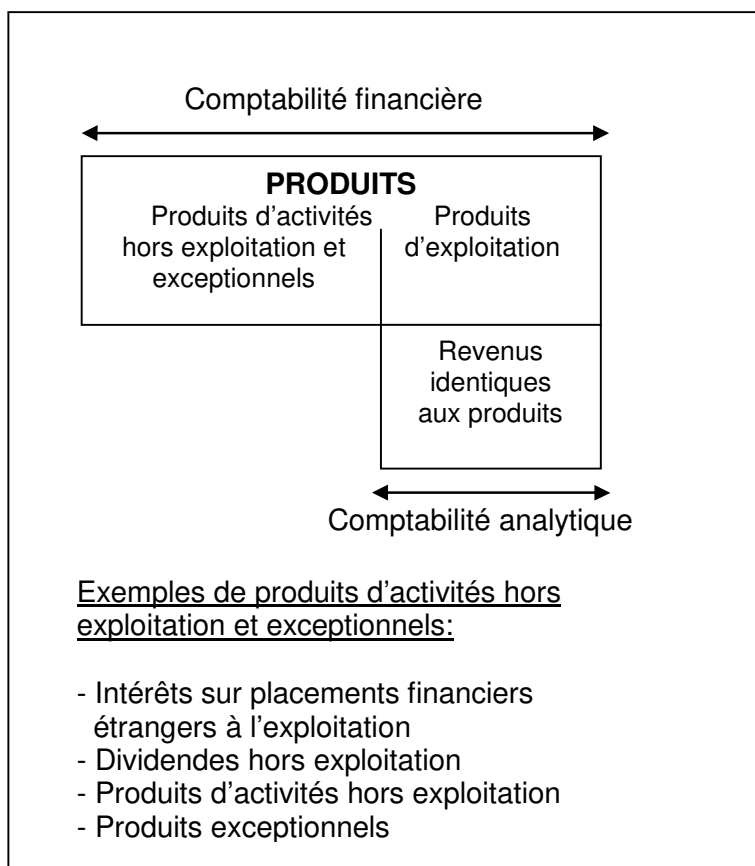 Comptabilité financière
PRODUITS
Produits d'activités
hors exploitation et
exceptionnels
Produits
d'exploitation
Revenus
identiques
aux produits
Comptabilité analytique
Exemples de produits d'activités hors
exploitation et exceptionnels:
- Intérêts sur placements financiers
étrangers à l'exploitation
- Dividendes hors exploitation
- Produits d'activités hors exploitation
- Produits exceptionnels